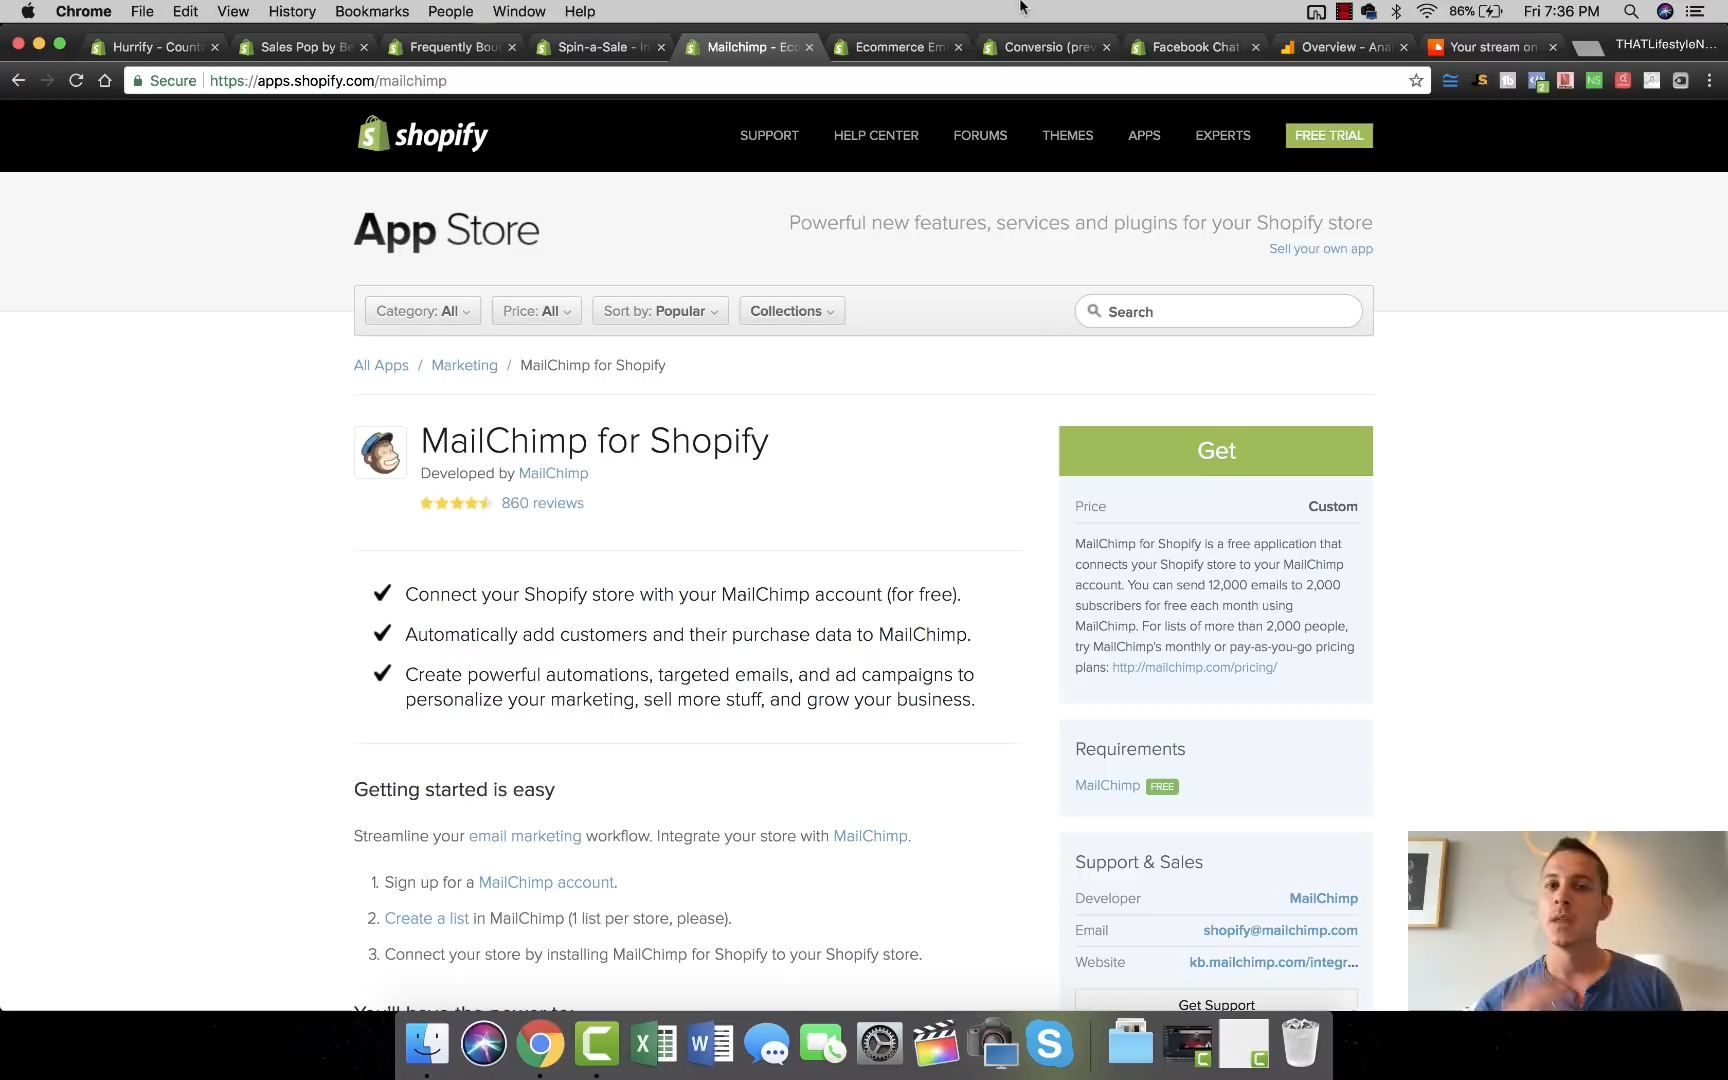 Chrome File Edit View History Bookmarks People Window Help
86% Fri 7:36 PM
Hurrify - Count
Sales Pop by Be
Frequently Bou
Spin-a-Sale - In
Mailchimp - Eco
Ecommerce Em
Conversio (prev
Facebook Chat
Overview - Ana
Your stream on
THATLifestyleN...
Secure https://apps.shopify.com/mailchimp
shopify
SUPPORT HELP CENTER FORUMS THEMES APPS EXPERTS FREE TRIAL
App Store
Powerful new features, services and plugins for your Shopify store
Sell your own app
Category: All Price: All Sort by: Popular Collections
Search
All Apps / Marketing / MailChimp for Shopify
MailChimp for Shopify
Developed by MailChimp
860 reviews
Connect your Shopify store with your MailChimp account (for free).
Automatically add customers and their purchase data to MailChimp.
Create powerful automations, targeted emails, and ad campaigns to
personalize your marketing, sell more stuff, and grow your business.
Getting started is easy
Streamline your email marketing workflow. Integrate your store with MailChimp.
1. Sign up for a MailChimp account.
2. Create a list in MailChimp (1 list per store, please).
3. Connect your store by installing MailChimp for Shopify to your Shopify store.
You'll have the power to:
Get
Price Custom
MailChimp for Shopify is a free application that
connects your Shopify store to your MailChimp
account. You can send 12,000 emails to 2,000
subscribers for free each month using
MailChimp. For lists of more than 2,000 people,
try MailChimp's monthly or pay-as-you-go pricing
plans: http://mailchimp.com/pricing/
Requirements
MailChimp FREE
Support & Sales
Developer MailChimp
Email shopify@mailchimp.com
Website kb.mailchimp.com/integr...
Get Support